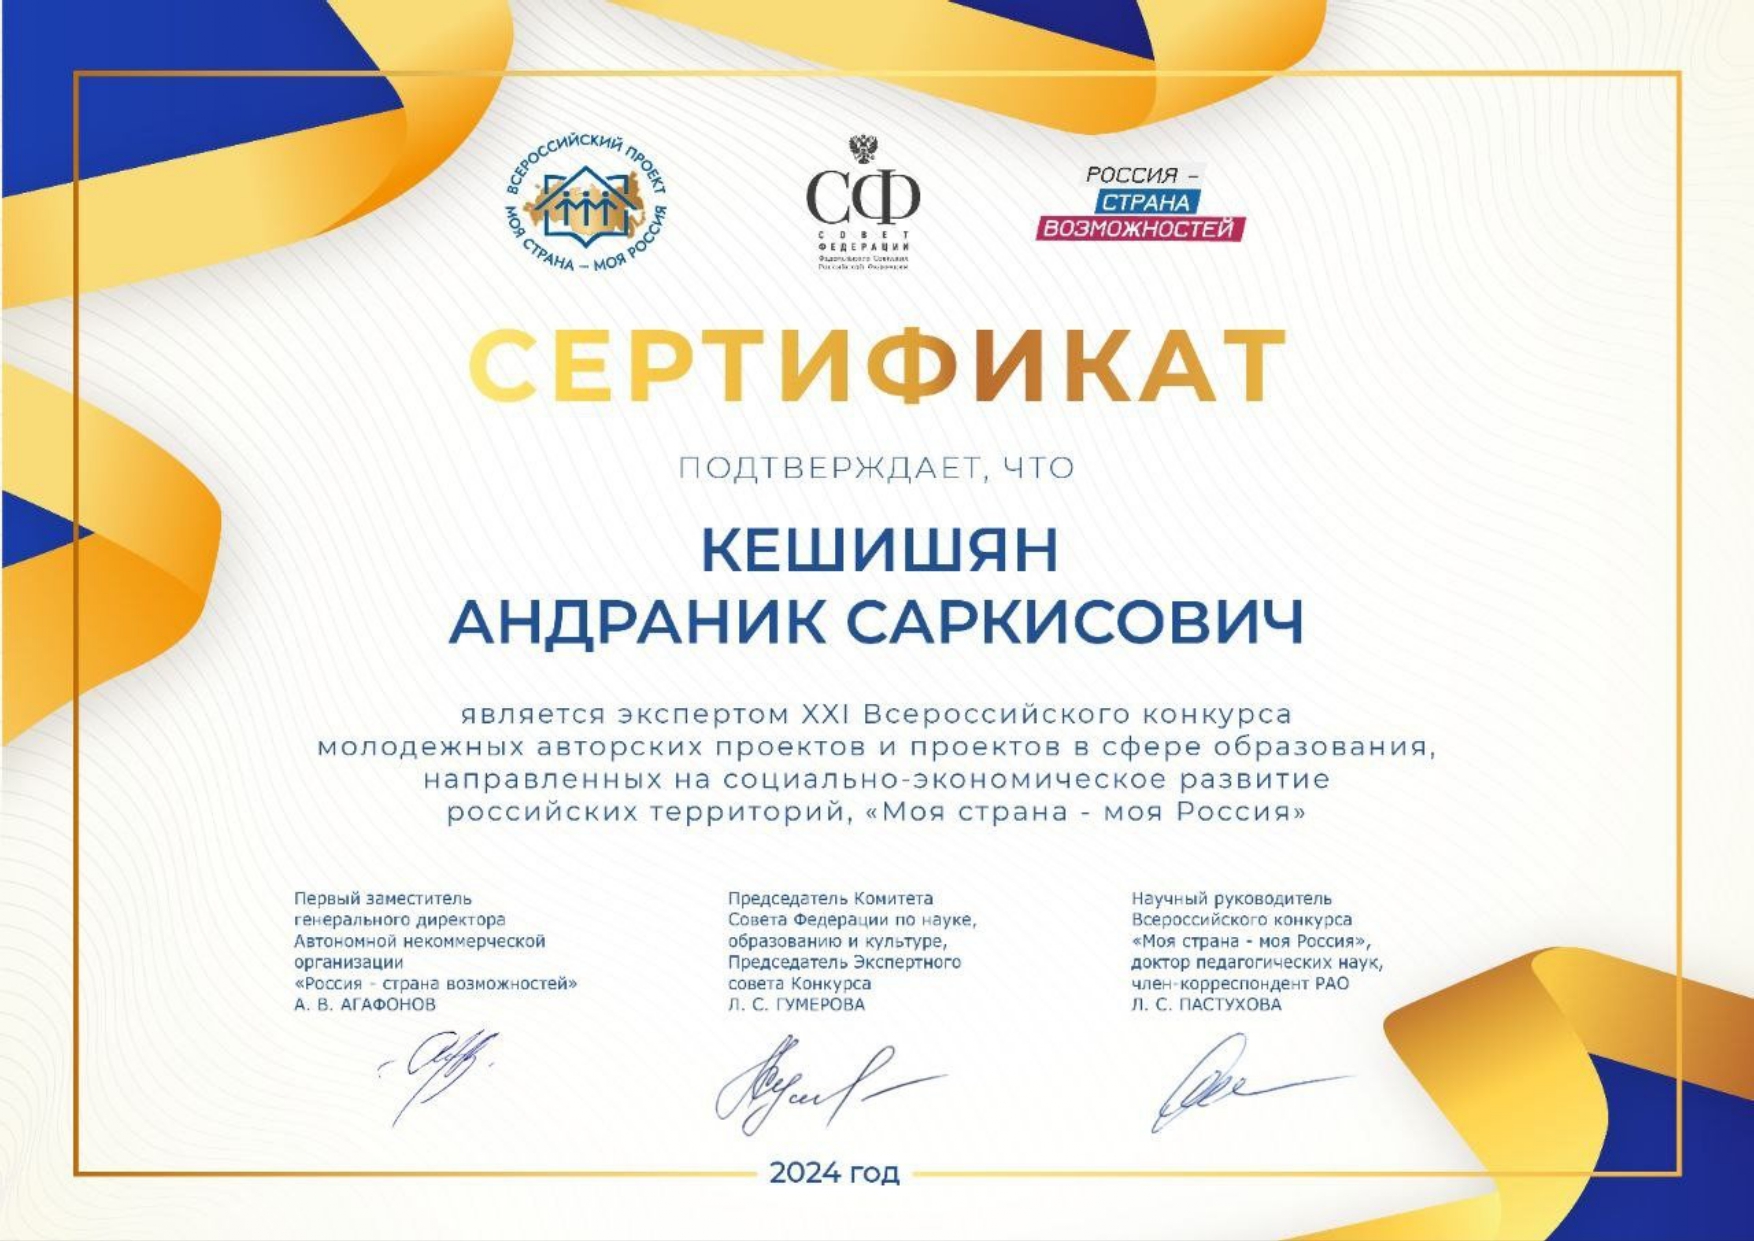 ВСЕРОССИЙСКИЙ ПРОЕКТ
МОЯ СТРАНА – МОЯ РОССИЯ
СФ
СОВЕТ
ФЕДЕРАЦИИ
Федерального Собрания
Российской Федерации
РОССИЯ –
СТРАНА
ВОЗМОЖНОСТЕЙ
СЕРТИФИКАТ
ПОДТВЕРЖДАЕТ, ЧТО
КЕШИШЯН
АНДРАНИК САРКИСОВИЧ
является экспертом XXI Всероссийского конкурса
молодежных авторских проектов и проектов в сфере образования,
направленных на социально-экономическое развитие
российских территорий, «Моя страна - моя Россия»
Первый заместитель
генерального директора
Автономной некоммерческой
организации
«Россия - страна возможностей»
А. В. АГАФОНОВ
Председатель Комитета
Совета Федерации по науке,
образованию и культуре,
Председатель Экспертного
совета Конкурса
Л. С. ГУМЕРОВА
Научный руководитель
Всероссийского конкурса
«Моя страна - моя Россия»,
доктор педагогических наук,
член-корреспондент РАО
Л. С. ПАСТУХОВА
2024 год